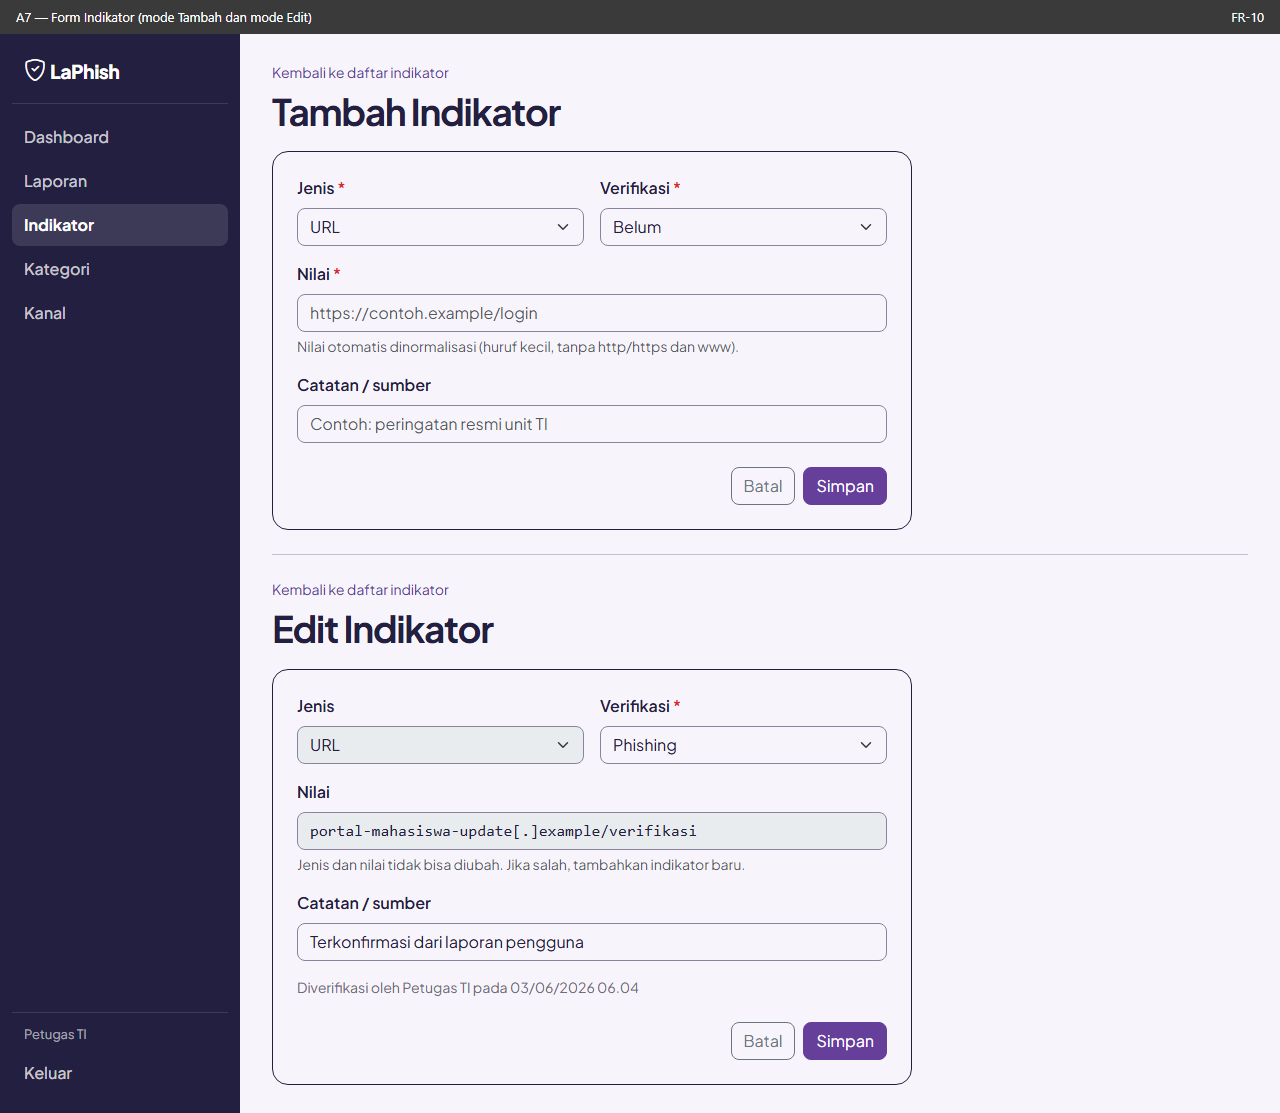 A7 — Form Indikator (mode Tambah dan mode Edit)
FR-10
LaPhish
Dashboard
Laporan
Indikator
Kategori
Kanal
Petugas TI
Keluar
Kembali ke daftar indikator
Tambah Indikator
Jenis *
Verifikasi *
URL
Belum
Nilai *
https://contoh.example/login
Nilai otomatis dinormalisasi (huruf kecil, tanpa http/https dan www).
Catatan / sumber
Contoh: peringatan resmi unit TI
Batal
Simpan
Kembali ke daftar indikator
Edit Indikator
Jenis
Verifikasi *
URL
Phishing
Nilai
portal-mahasiswa-update[.]example/verifikasi
Jenis dan nilai tidak bisa diubah. Jika salah, tambahkan indikator baru.
Catatan / sumber
Terkonfirmasi dari laporan pengguna
Diverifikasi oleh Petugas TI pada 03/06/2026 06.04
Batal
Simpan